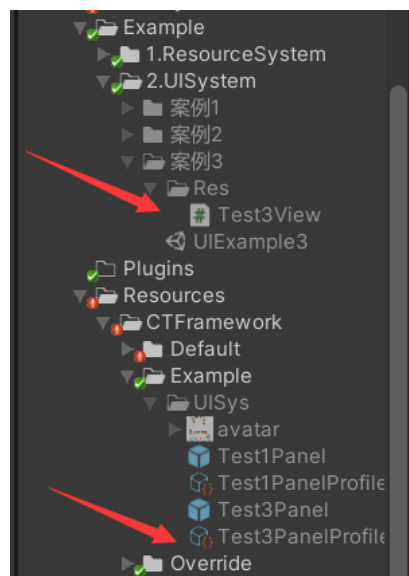 Example
1.ResourceSystem
2.UISystem
案例1
案例2
案例3
Res
# Test3View
UIExample3
Plugins
Resources
CTFramework
Default
Example
UISys
avatar
Test1Panel
Test1PanelProfile
Test3Panel
Test3PanelProfile
Override